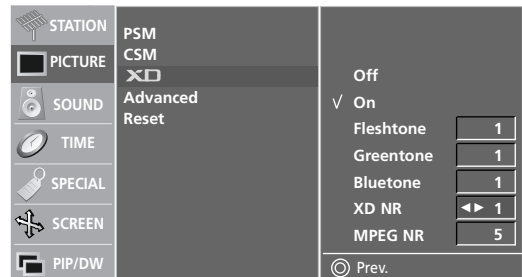 STATION
PICTURE
SOUND
TIME
SPECIAL
SCREEN
PIP/DW
PSM
CSM
XD
Advanced
Reset
Off
√ On
Fleshtone 1
Greentone 1
Bluetone 1
XD NR ◄► 1
MPEG NR 5
Prev.